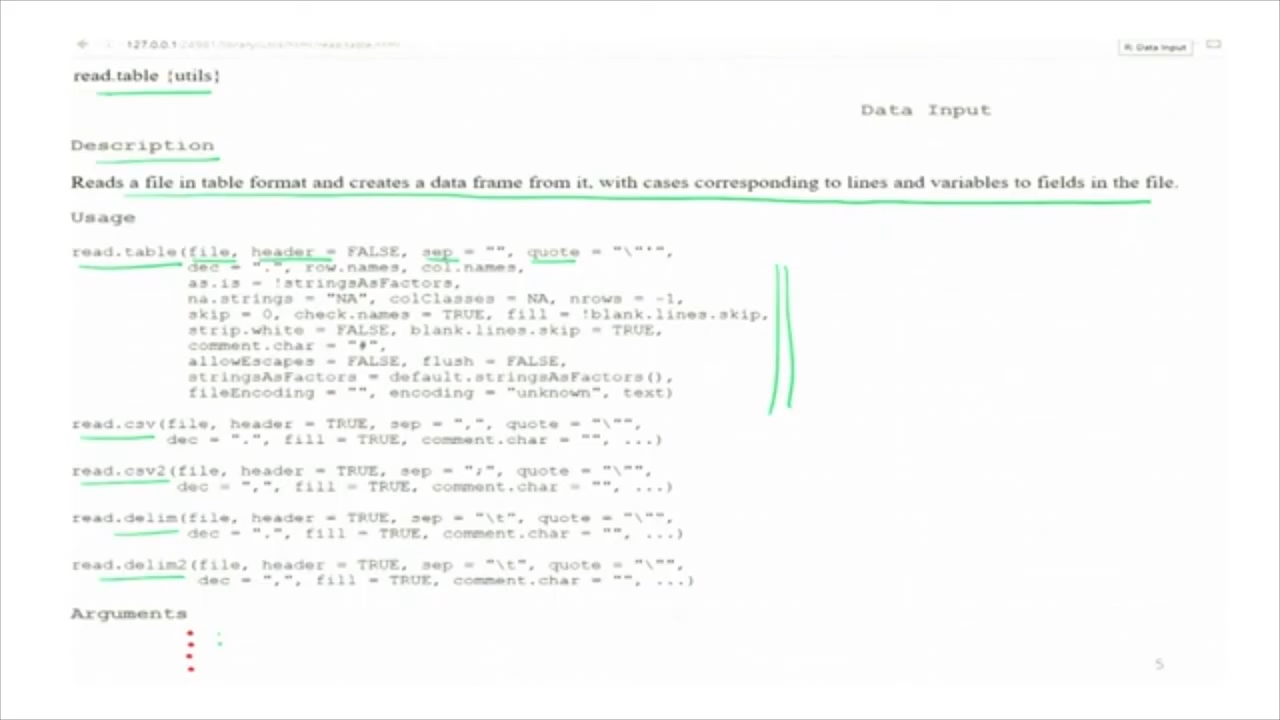 127.0.0.1
R: Data Input
read.table {utils}
Data Input
Description
Reads a file in table format and creates a data frame from it, with cases corresponding to lines and variables to fields in the file.
Usage
read.table(file, header = FALSE, sep = "", quote = "\"'",
dec = ".", row.names, col.names,
as.is = !stringsAsFactors,
na.strings = "NA", colClasses = NA, nrows = -1,
skip = 0, check.names = TRUE, fill = !blank.lines.skip,
strip.white = FALSE, blank.lines.skip = TRUE,
comment.char = "#",
allowEscapes = FALSE, flush = FALSE,
stringsAsFactors = default.stringsAsFactors(),
fileEncoding = "", encoding = "unknown", text)
read.csv(file, header = TRUE, sep = ",", quote = "\"",
dec = ".", fill = TRUE, comment.char = "", ...)
read.csv2(file, header = TRUE, sep = ";", quote = "\"",
dec = ",", fill = TRUE, comment.char = "", ...)
read.delim(file, header = TRUE, sep = "\t", quote = "\"",
dec = ".", fill = TRUE, comment.char = "", ...)
read.delim2(file, header = TRUE, sep = "\t", quote = "\"",
dec = ",", fill = TRUE, comment.char = "", ...)
Arguments
5